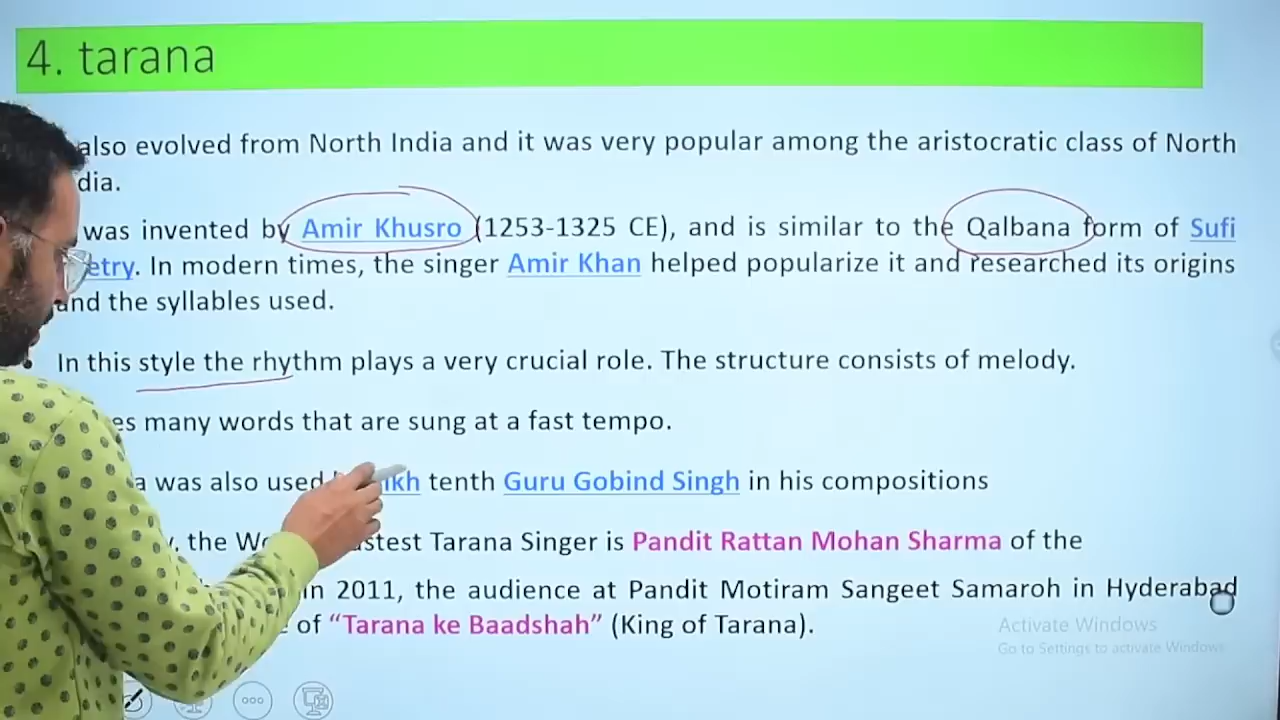 4. tarana
also evolved from North India and it was very popular among the aristocratic class of North
dia.
was invented by Amir Khusro (1253-1325 CE), and is similar to the Qalbana form of Sufi
etry. In modern times, the singer Amir Khan helped popularize it and researched its origins
and the syllables used.
In this style the rhythm plays a very crucial role. The structure consists of melody.
es many words that are sung at a fast tempo.
a was also used ikh tenth Guru Gobind Singh in his compositions
the stest Tarana Singer is Pandit Rattan Mohan Sharma of the
in 2011, the audience at Pandit Motiram Sangeet Samaroh in Hyderabad
of “Tarana ke Baadshah” (King of Tarana).
Activate Windows
Go to Settings to activate Windows.